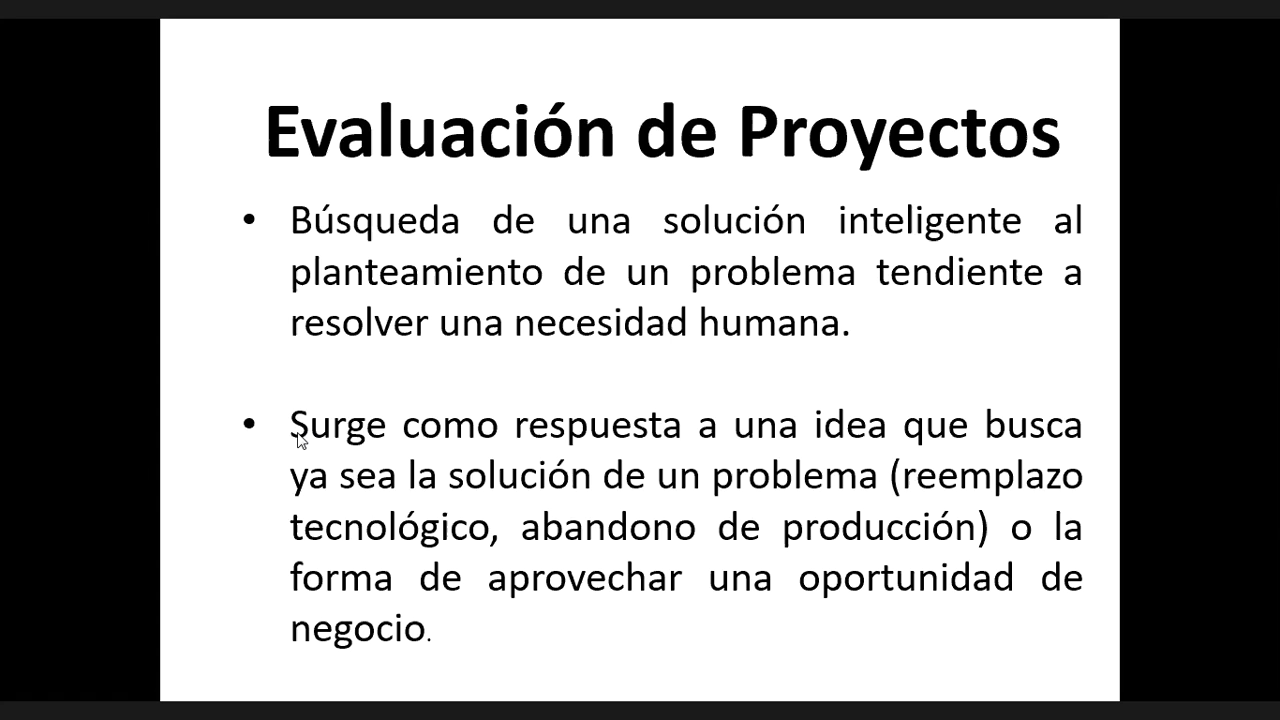 Evaluación de Proyectos
• Búsqueda de una solución inteligente al
planteamiento de un problema tendiente a
resolver una necesidad humana.
• Surge como respuesta a una idea que busca
ya sea la solución de un problema (reemplazo
tecnológico, abandono de producción) o la
forma de aprovechar una oportunidad de
negocio.